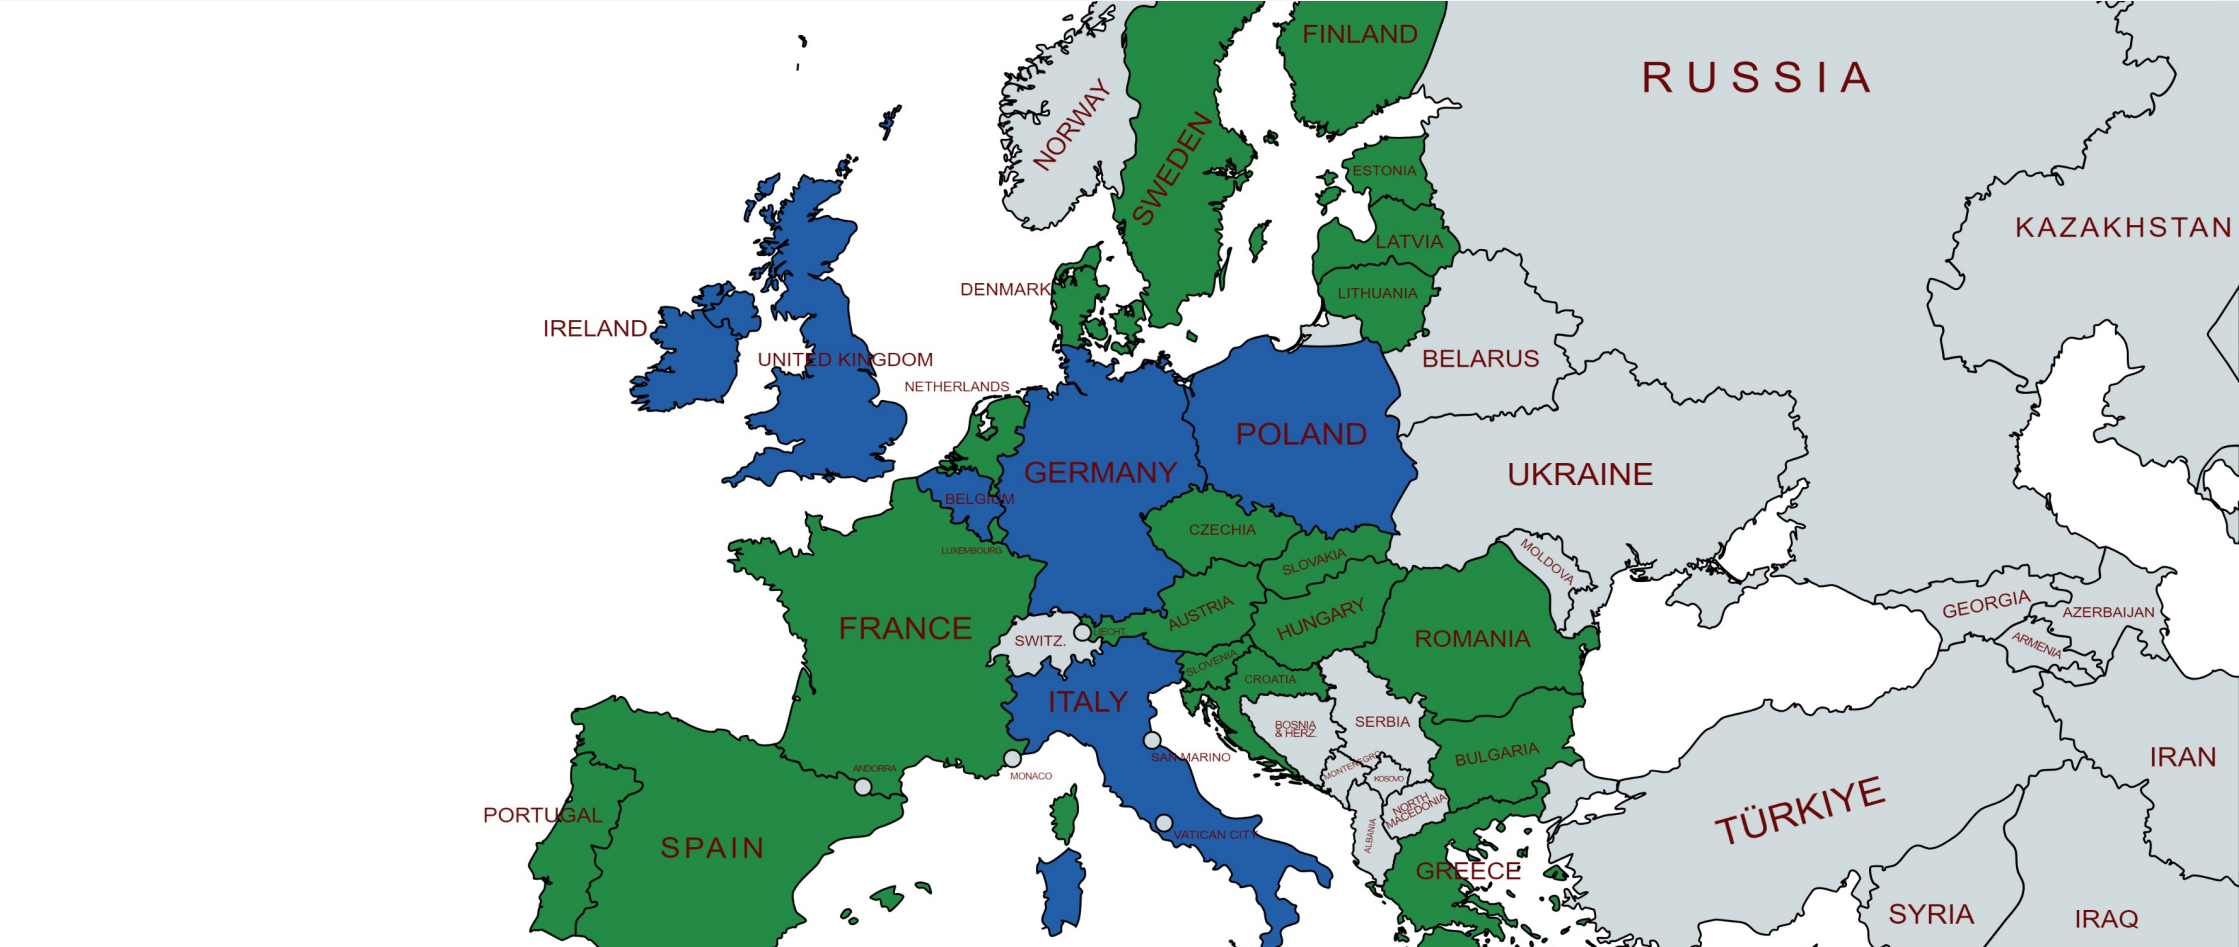 FINLAND
RUSSIA
NORWAY
SWEDEN
ESTONIA
KAZAKHSTAN
LATVIA
DENMARK
LITHUANIA
IRELAND
UNITED KINGDOM
BELARUS
NETHERLANDS
POLAND
GERMANY
UKRAINE
BELGIUM
CZECHIA
LUXEMBOURG
SLOVAKIA
MOLDOVA
AUSTRIA
HUNGARY
GEORGIA
AZERBAIJAN
FRANCE
LIECHT.
SWITZ.
ROMANIA
ARMENIA
SLOVENIA
CROATIA
ITALY
SERBIA
BOSNIA
& HERZ.
BULGARIA
SAN MARINO
IRAN
MONTENEGRO
KOSOVO
ANDORRA
MONACO
NORTH
MACEDONIA
PORTUGAL
TÜRKIYE
VATICAN CITY
ALBANIA
SPAIN
GREECE
SYRIA
IRAQ